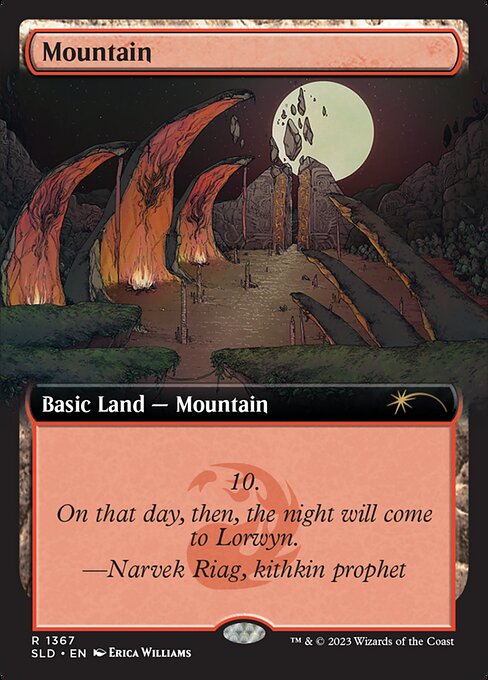 Mountain
Basic Land — Mountain
10.
On that day, then, the night will come
to Lorwyn.
—Narvek Riag, kithkin prophet
R 1367
SLD • EN Erica Williams
™ & © 2023 Wizards of the Coast